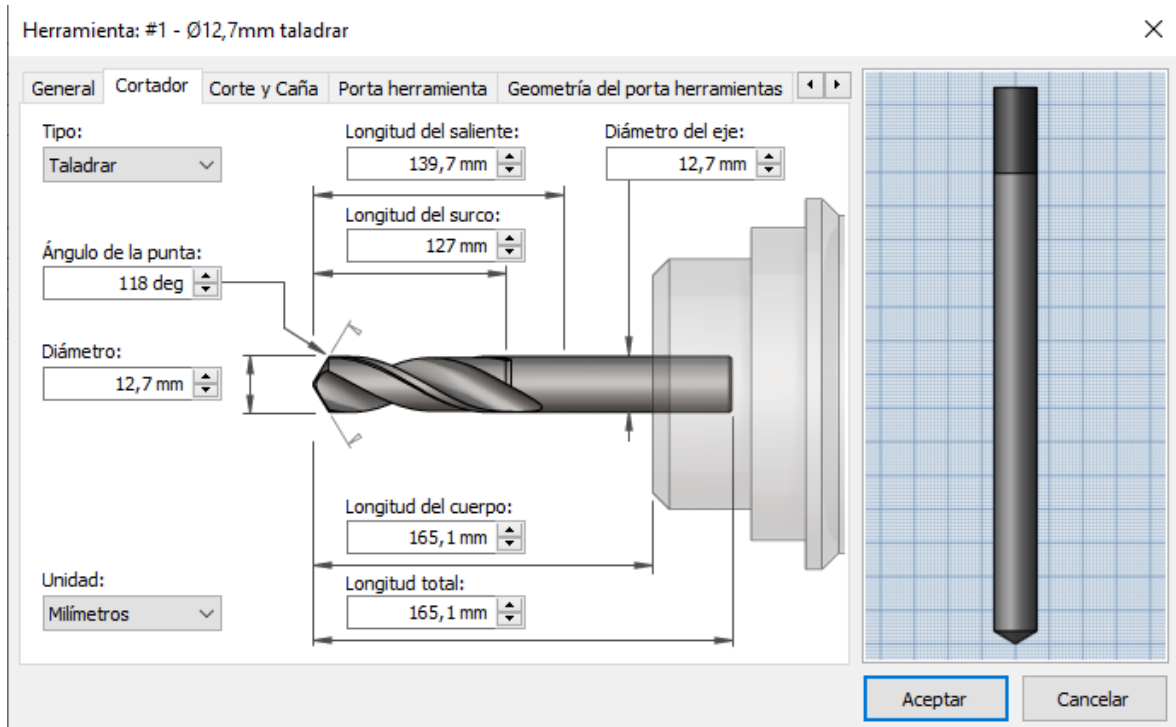 Herramienta: #1 - Ø12,7mm taladrar
General Cortador Corte y Caña Porta herramienta Geometría del porta herramientas
Tipo: Longitud del saliente: Diámetro del eje:
Taladrar 139,7 mm 12,7 mm
Longitud del surco:
127 mm
Ángulo de la punta:
118 deg
Diámetro:
12,7 mm
Longitud del cuerpo:
165,1 mm
Unidad: Longitud total:
Milímetros 165,1 mm
Aceptar Cancelar